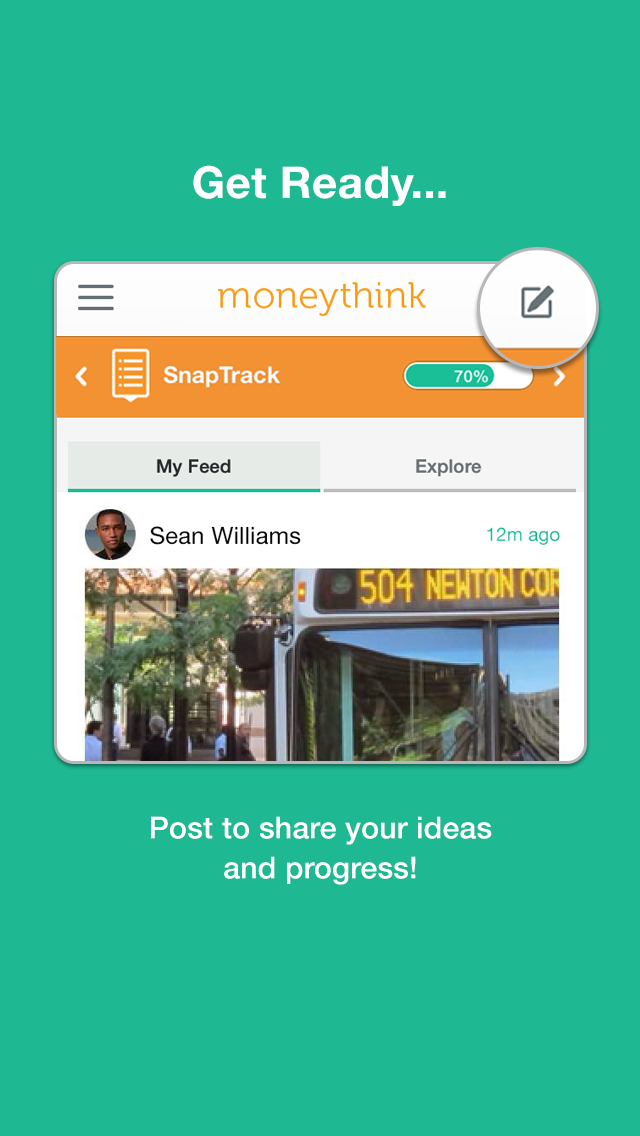 Get Ready...
moneythink
SnapTrack
70%
My Feed
Explore
Sean Williams
12m ago
504 NEWTON COR
Post to share your ideas
and progress!